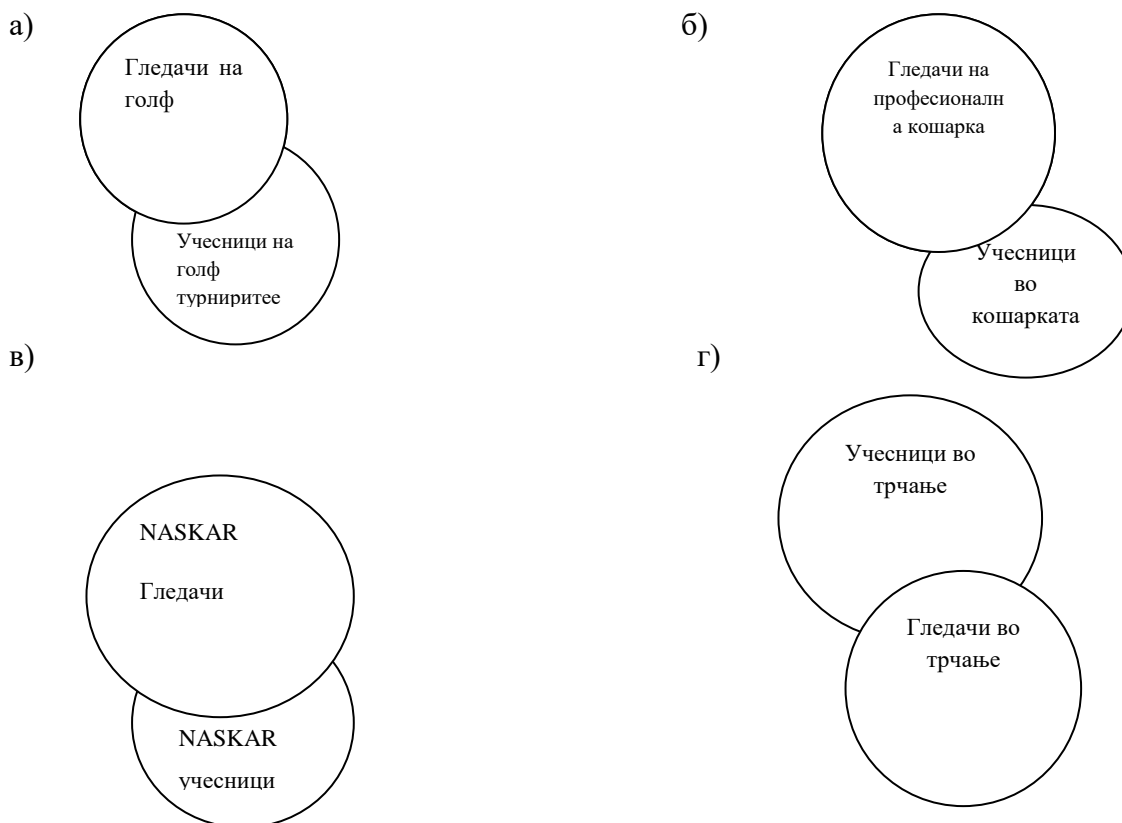 а)
Гледачи на
голф
Учесници на
голф
турниритее
б)
Гледачи на
професионалн
а кошарка
Учесници
во
кошарката
в)
NASKAR
Гледачи
NASKAR
учесници
г)
Учесници во
трчање
Гледачи во
трчање